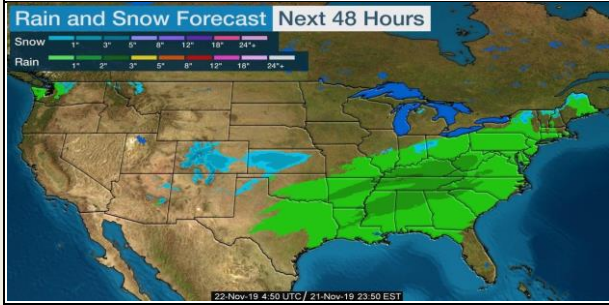 Rain and Snow Forecast Next 48 Hours
Snow 1" 3" 5" 8" 12" 18" 24"+
Rain 1" 2" 3" 5" 8" 12" 18" 24"+
22-Nov-19 4:50 UTC / 21-Nov-19 23:50 EST